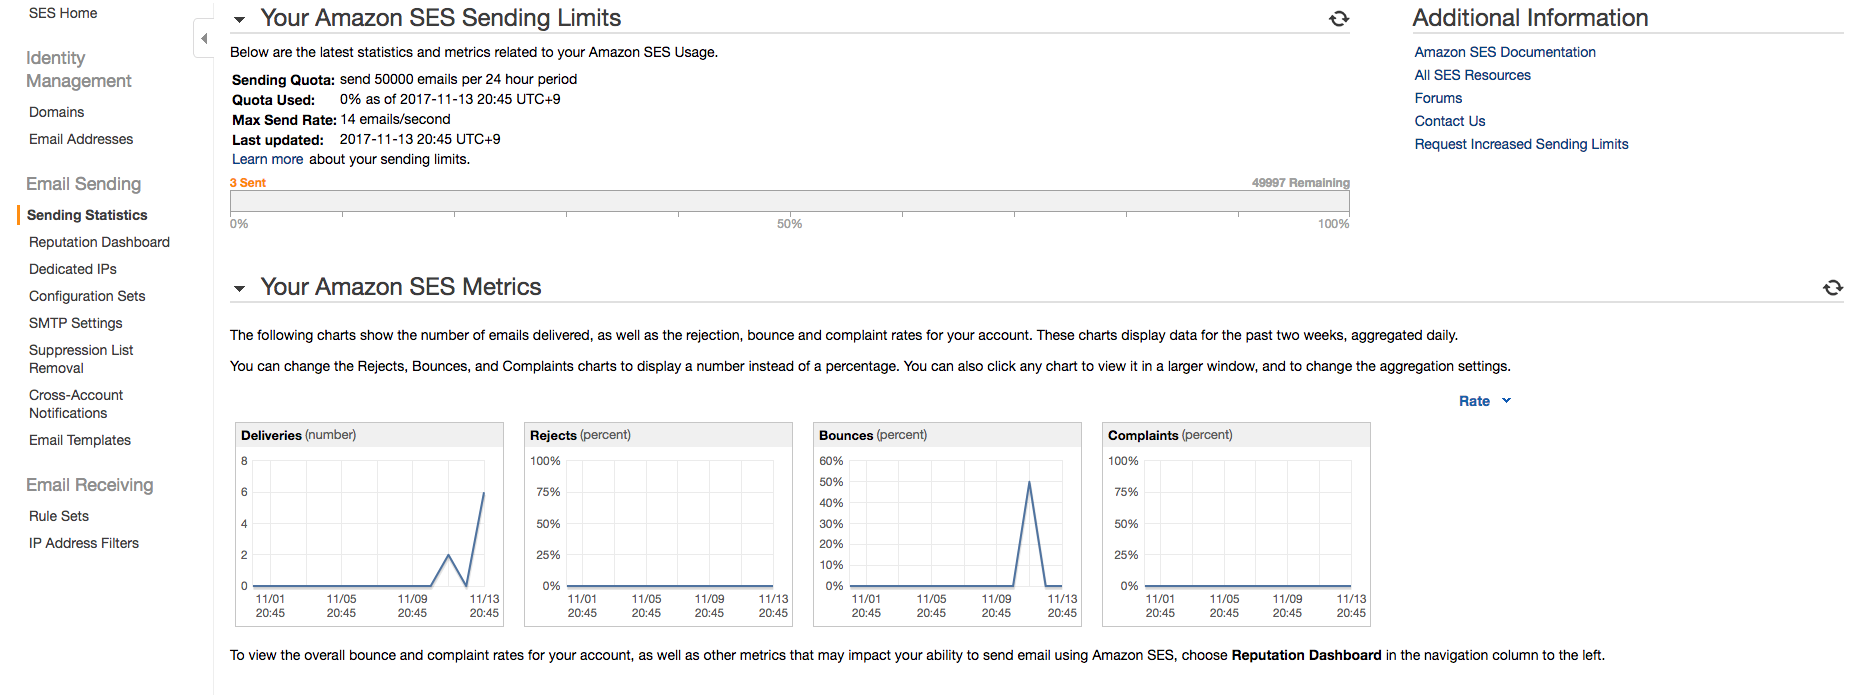 SES Home
Identity
Management
Domains
Email Addresses
Email Sending
Sending Statistics
Reputation Dashboard
Dedicated IPs
Configuration Sets
SMTP Settings
Suppression List
Removal
Cross-Account
Notifications
Email Templates
Email Receiving
Rule Sets
IP Address Filters
Your Amazon SES Sending Limits
Below are the latest statistics and metrics related to your Amazon SES Usage.
Sending Quota: send 50000 emails per 24 hour period
Quota Used: 0% as of 2017-11-13 20:45 UTC+9
Max Send Rate: 14 emails/second
Last updated: 2017-11-13 20:45 UTC+9
Learn more about your sending limits.
3 Sent 49997 Remaining
0% 50% 100%
Additional Information
Amazon SES Documentation
All SES Resources
Forums
Contact Us
Request Increased Sending Limits
Your Amazon SES Metrics
The following charts show the number of emails delivered, as well as the rejection, bounce and complaint rates for your account. These charts display data for the past two weeks, aggregated daily.
You can change the Rejects, Bounces, and Complaints charts to display a number instead of a percentage. You can also click any chart to view it in a larger window, and to change the aggregation settings.
Rate
Deliveries (number)
8
6
4
2
0
11/01 11/05 11/09 11/13
20:45 20:45 20:45 20:45
Rejects (percent)
100%
75%
50%
25%
0%
11/01 11/05 11/09 11/13
20:45 20:45 20:45 20:45
Bounces (percent)
60%
50%
40%
30%
20%
10%
0%
11/01 11/05 11/09 11/13
20:45 20:45 20:45 20:45
Complaints (percent)
100%
75%
50%
25%
0%
11/01 11/05 11/09 11/13
20:45 20:45 20:45 20:45
To view the overall bounce and complaint rates for your account, as well as other metrics that may impact your ability to send email using Amazon SES, choose Reputation Dashboard in the navigation column to the left.